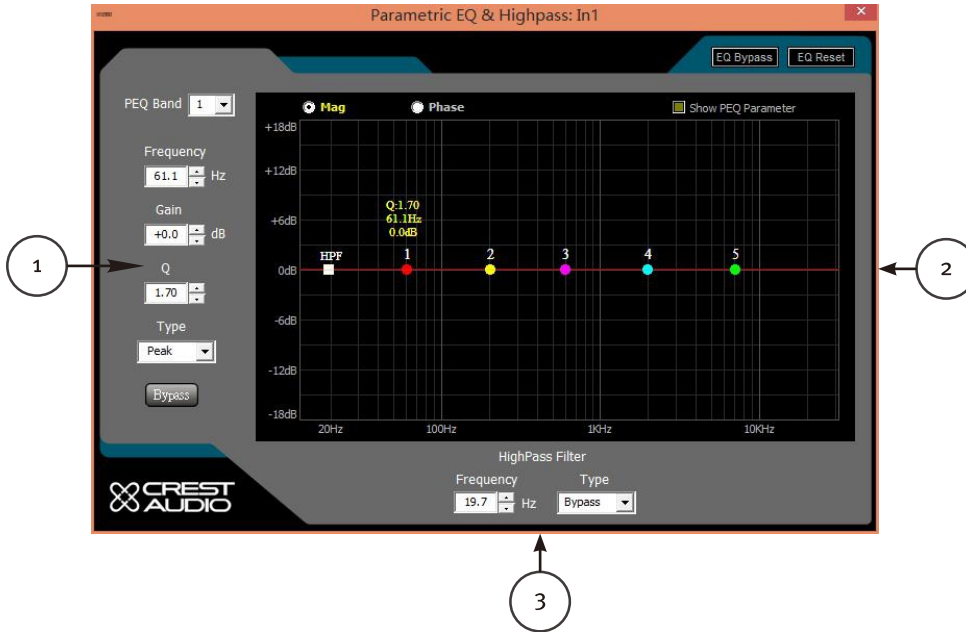 Parametric EQ & Highpass: In1
EQ Bypass EQ Reset
PEQ Band 1
Mag Phase Show PEQ Parameter
+18dB
Frequency
61.1 Hz
+12dB
Gain
+0.0 dB
Q:1.70
61.1Hz
0.0dB
+6dB
1
Q
HPF 1 2 3 4 5
0dB
2
1.70
Type
-6dB
Peak
-12dB
Bypass
-18dB
20Hz 100Hz 1KHz 10KHz
HighPass Filter
Frequency Type
19.7 Hz Bypass
CREST
AUDIO
3